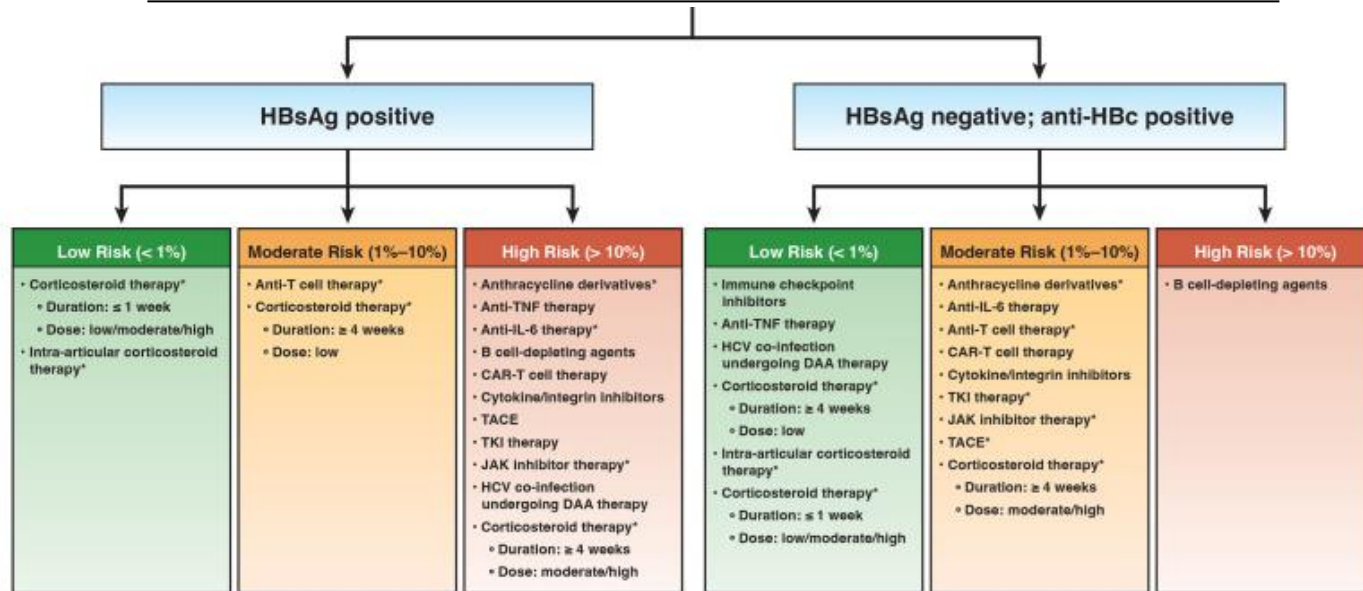 HBsAg positive
HBsAg negative; anti-HBc positive
Low Risk (< 1%)
• Corticosteroid therapy*
• Duration: ≤ 1 week
• Dose: low/moderate/high
• Intra-articular corticosteroid
therapy*
Moderate Risk (1%–10%)
• Anti-T cell therapy*
• Corticosteroid therapy*
• Duration: ≥ 4 weeks
• Dose: low
High Risk (> 10%)
• Anthracycline derivatives*
• Anti-TNF therapy
• Anti-IL-6 therapy*
• B cell-depleting agents
• CAR-T cell therapy
• Cytokine/integrin inhibitors
• TACE
• TKI therapy
• JAK inhibitor therapy*
• HCV co-infection
undergoing DAA therapy
• Corticosteroid therapy*
• Duration: ≥ 4 weeks
• Dose: moderate/high
Low Risk (< 1%)
• Immune checkpoint
inhibitors
• Anti-TNF therapy
• HCV co-infection
undergoing DAA therapy
• Corticosteroid therapy*
• Duration: ≥ 4 weeks
• Dose: low
• Intra-articular corticosteroid
therapy*
• Corticosteroid therapy*
• Duration: ≤ 1 week
• Dose: low/moderate/high
Moderate Risk (1%–10%)
• Anthracycline derivatives*
• Anti-IL-6 therapy
• Anti-T cell therapy*
• CAR-T cell therapy
• Cytokine/integrin inhibitors
• TKI therapy*
• JAK inhibitor therapy*
• TACE*
• Corticosteroid therapy*
• Duration: ≥ 4 weeks
• Dose: moderate/high
High Risk (> 10%)
• B cell-depleting agents